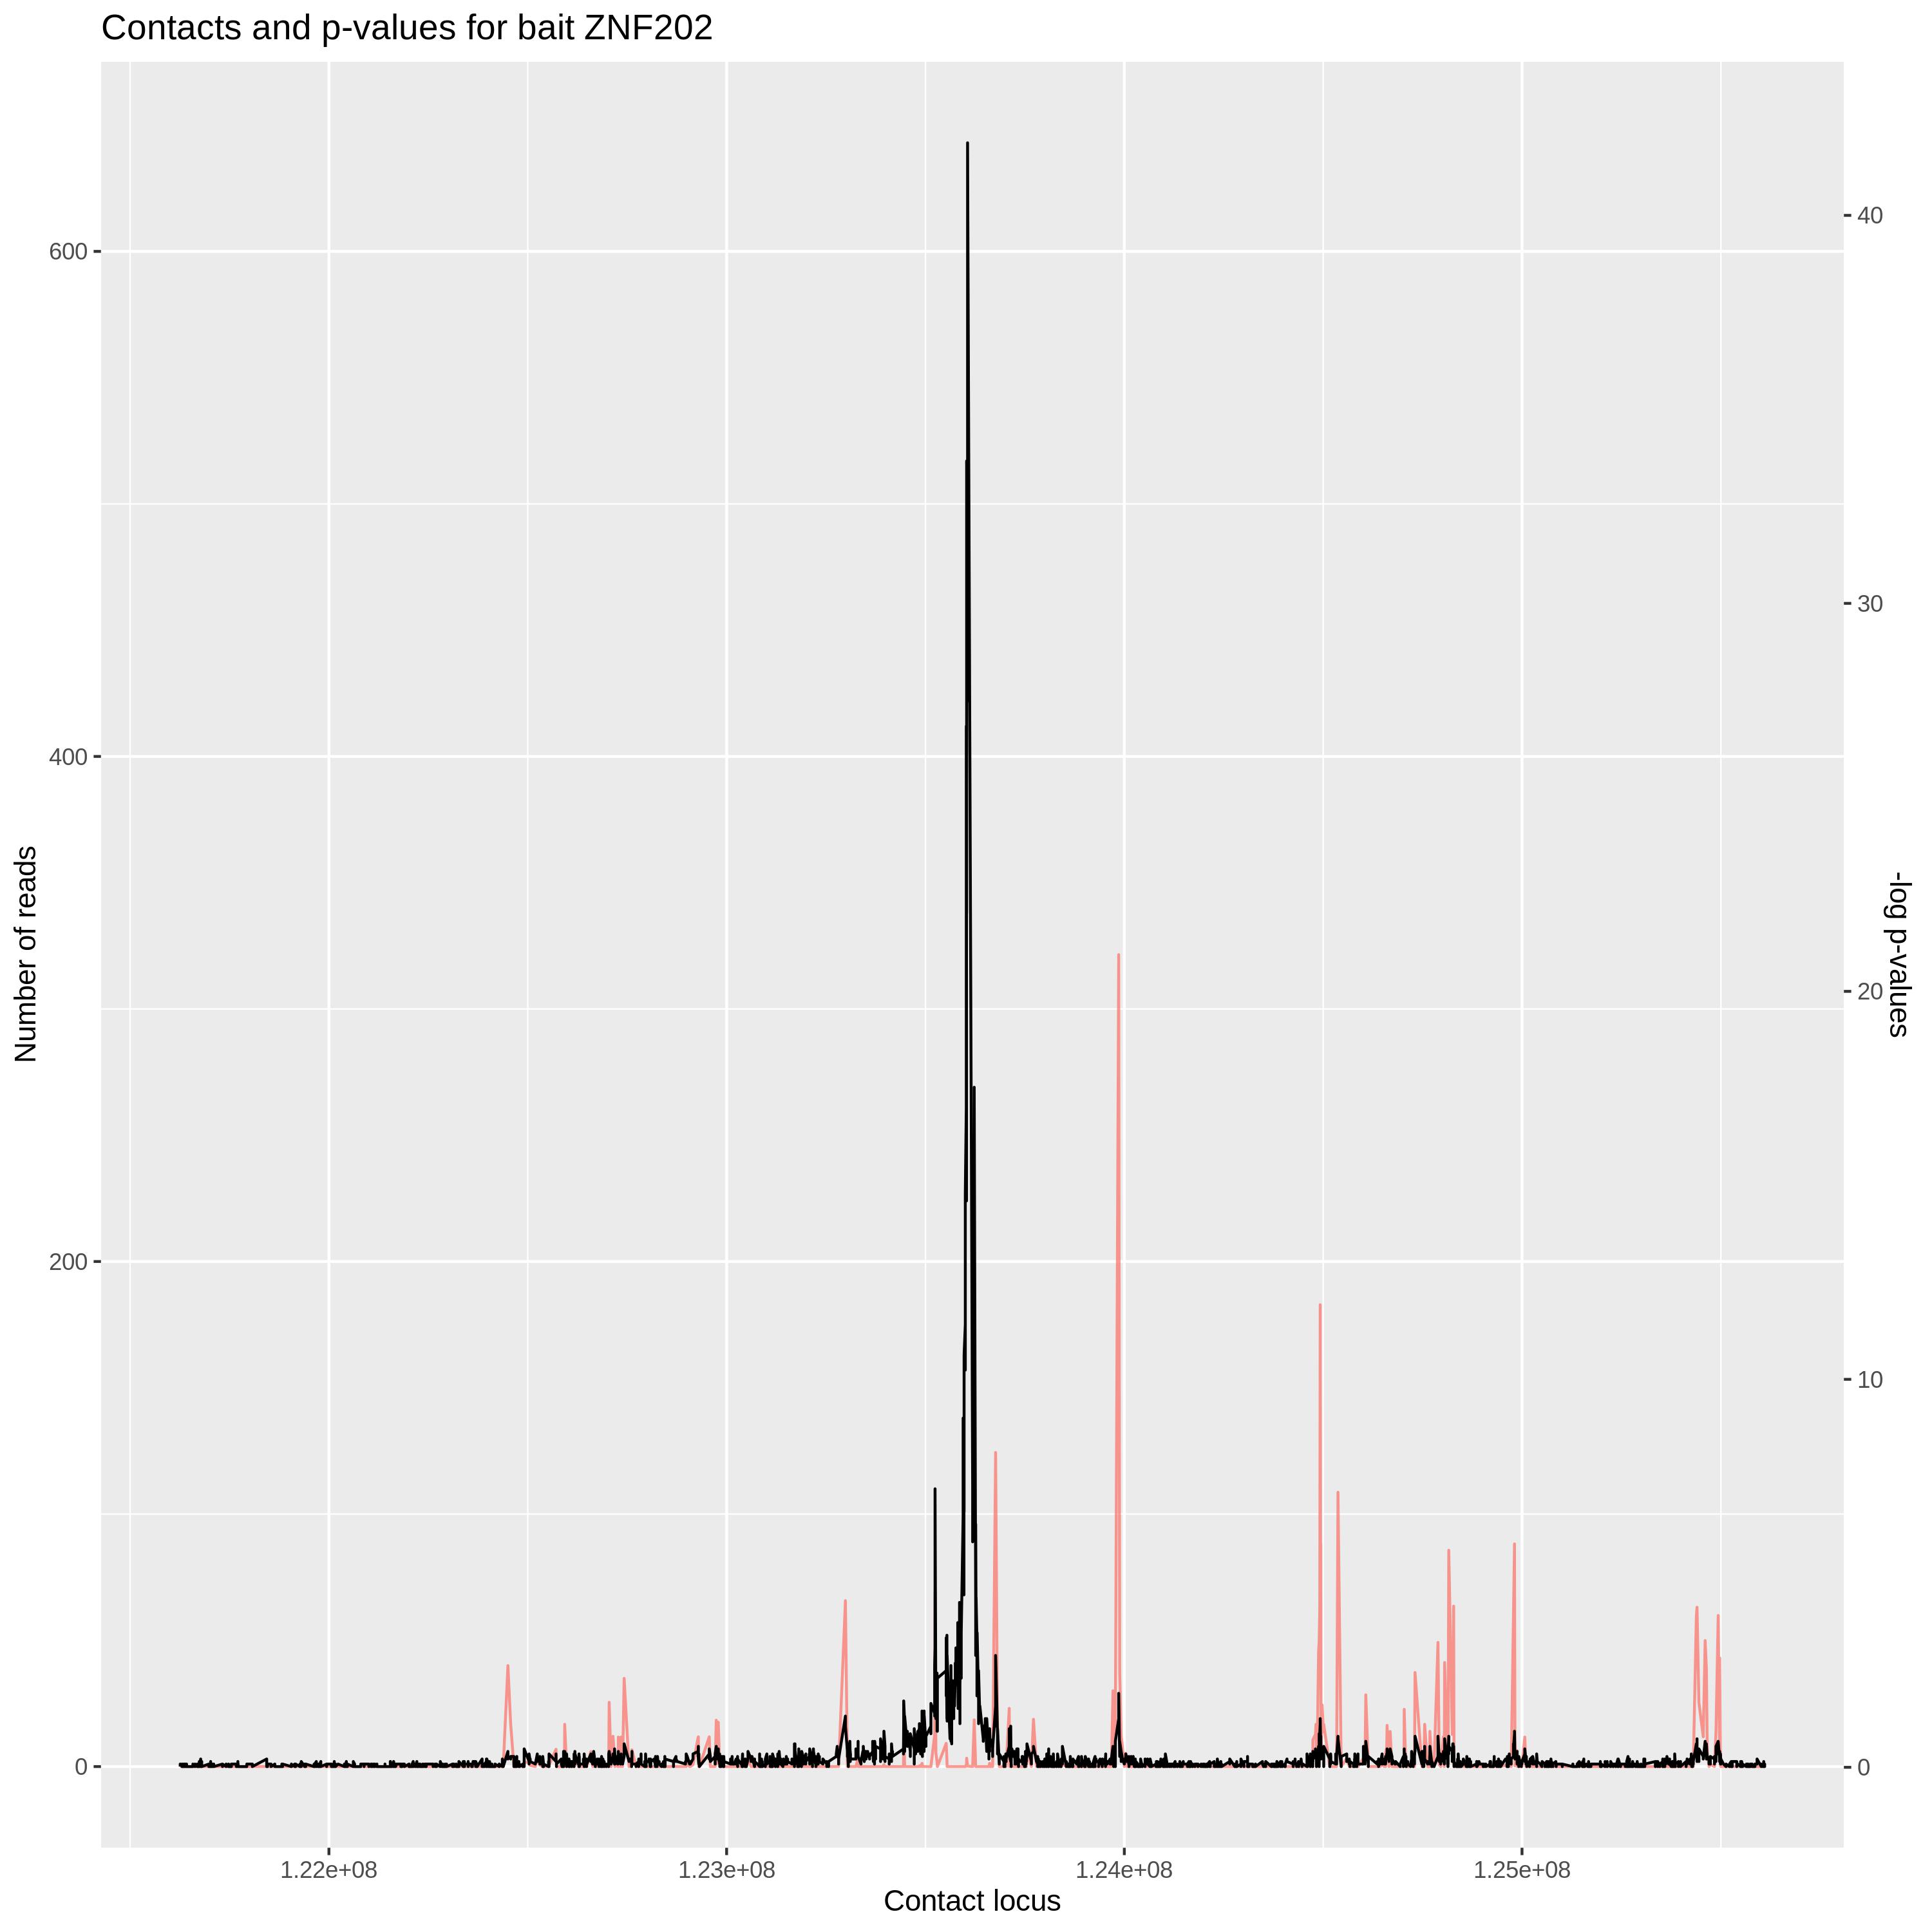 Contacts and p-values for bait ZNF202
600
400
200
0
40
30
20
10
0
Number of reads
-log p-values
1.22e+08
1.23e+08
1.24e+08
1.25e+08
Contact locus